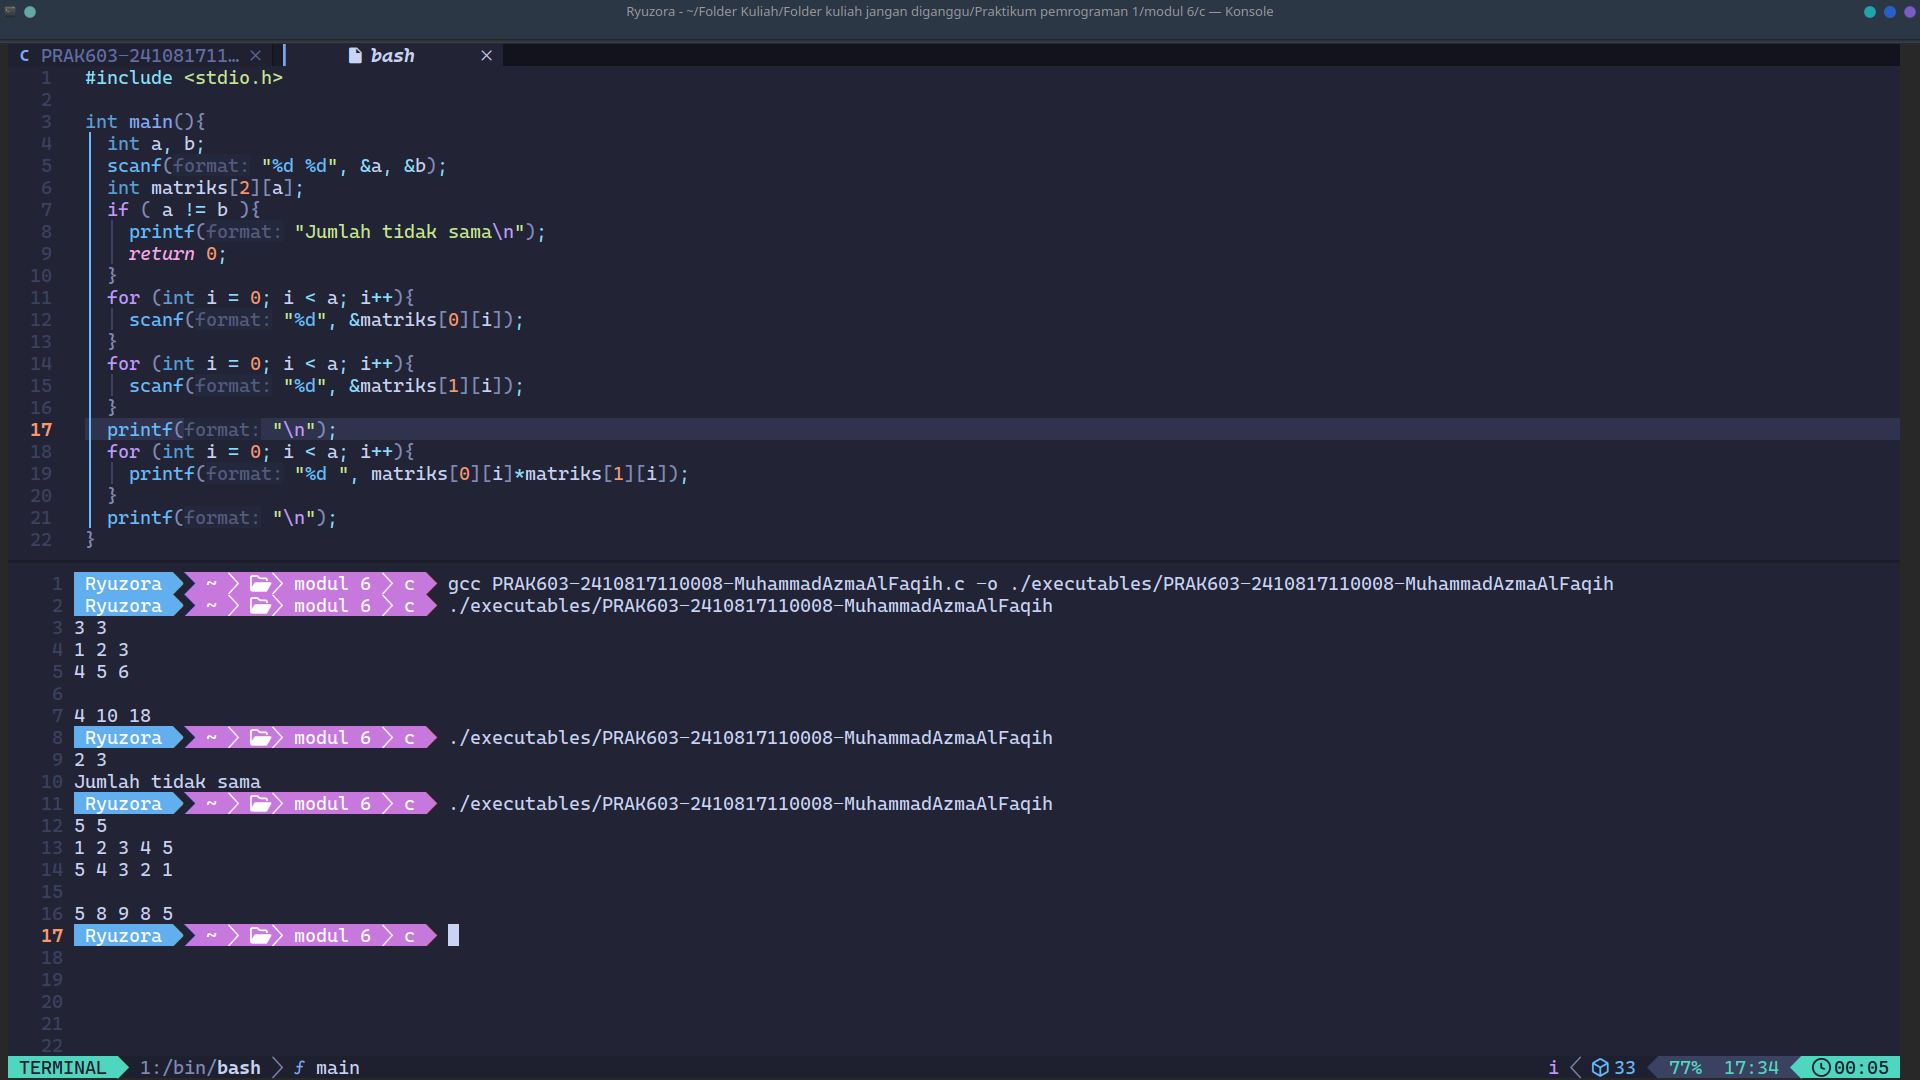 Ryuzora - ~/Folder Kuliah/Folder kuliah jangan diganggu/Praktikum pemrograman 1/modul 6/c — Konsole
C PRAK603-241081711… × bash ×
1 #include <stdio.h>
2
3 int main(){
4 int a, b;
5 scanf(format: "%d %d", &a, &b);
6 int matriks[2][a];
7 if ( a != b ){
8 printf(format: "Jumlah tidak sama\n");
9 return 0;
10 }
11 for (int i = 0; i < a; i++){
12 scanf(format: "%d", &matriks[0][i]);
13 }
14 for (int i = 0; i < a; i++){
15 scanf(format: "%d", &matriks[1][i]);
16 }
17 printf(format: "\n");
18 for (int i = 0; i < a; i++){
19 printf(format: "%d ", matriks[0][i]*matriks[1][i]);
20 }
21 printf(format: "\n");
22 }
1 Ryuzora ~ modul 6 c gcc PRAK603-2410817110008-MuhammadAzmaAlFaqih.c -o ./executables/PRAK603-2410817110008-MuhammadAzmaAlFaqih
2 Ryuzora ~ modul 6 c ./executables/PRAK603-2410817110008-MuhammadAzmaAlFaqih
3 3 3
4 1 2 3
5 4 5 6
6
7 4 10 18
8 Ryuzora ~ modul 6 c ./executables/PRAK603-2410817110008-MuhammadAzmaAlFaqih
9 2 3
10 Jumlah tidak sama
11 Ryuzora ~ modul 6 c ./executables/PRAK603-2410817110008-MuhammadAzmaAlFaqih
12 5 5
13 1 2 3 4 5
14 5 4 3 2 1
15
16 5 8 9 8 5
17 Ryuzora ~ modul 6 c
18
19
20
21
22
TERMINAL 1:/bin/bash ƒ main i 33 77% 17:34 00:05